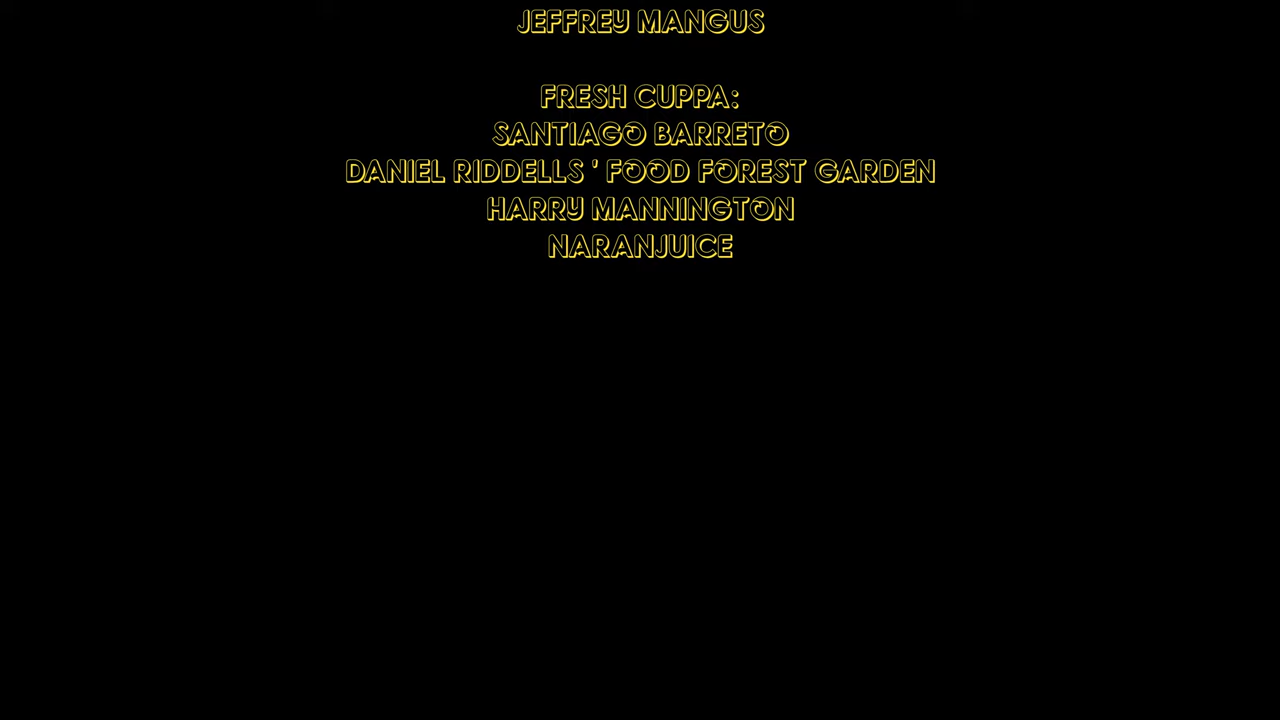 JEFFREY MANGUS
FRESH CUPPA:
SANTIAGO BARRETO
DANIEL RIDDELLS ' FOOD FOREST GARDEN
HARRY MANNINGTON
NARANJUICE